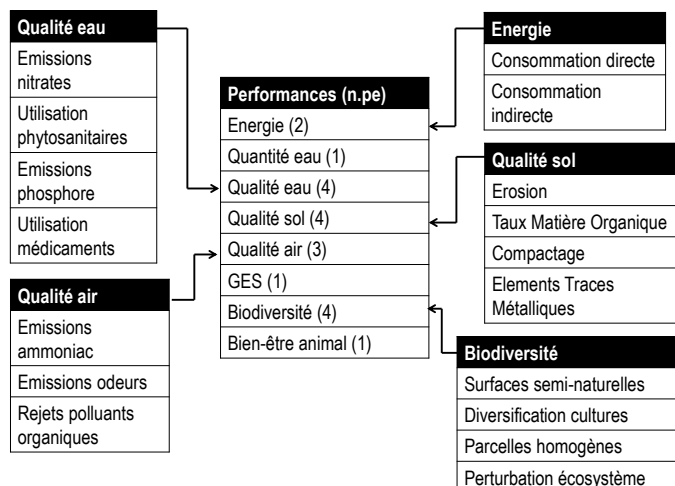 Qualité eau
Emissions
nitrates
Utilisation
phytosanitaires
Emissions
phosphore
Utilisation
médicaments
Qualité air
Emissions
ammoniac
Emissions odeurs
Rejets polluants
organiques
Performances (n.pe)
Energie (2)
Quantité eau (1)
Qualité eau (4)
Qualité sol (4)
Qualité air (3)
GES (1)
Biodiversité (4)
Bien-être animal (1)
Energie
Consommation directe
Consommation
indirecte
Qualité sol
Erosion
Taux Matière Organique
Compactage
Elements Traces
Métalliques
Biodiversité
Surfaces semi-naturelles
Diversification cultures
Parcelles homogènes
Perturbation écosystème